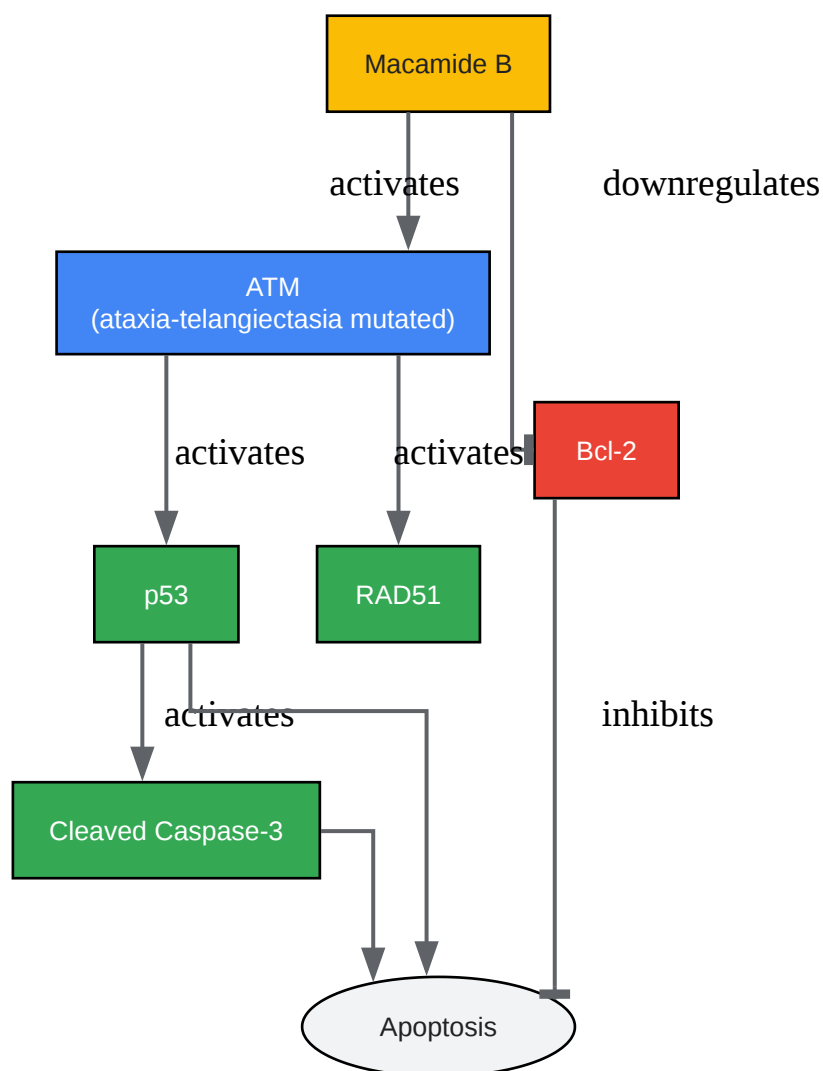 Macamide B
activates
downregulates
ATM
(ataxia-telangiectasia mutated)
activates
activates
Bcl-2
p53
RAD51
activates
inhibits
Cleaved Caspase-3
Apoptosis